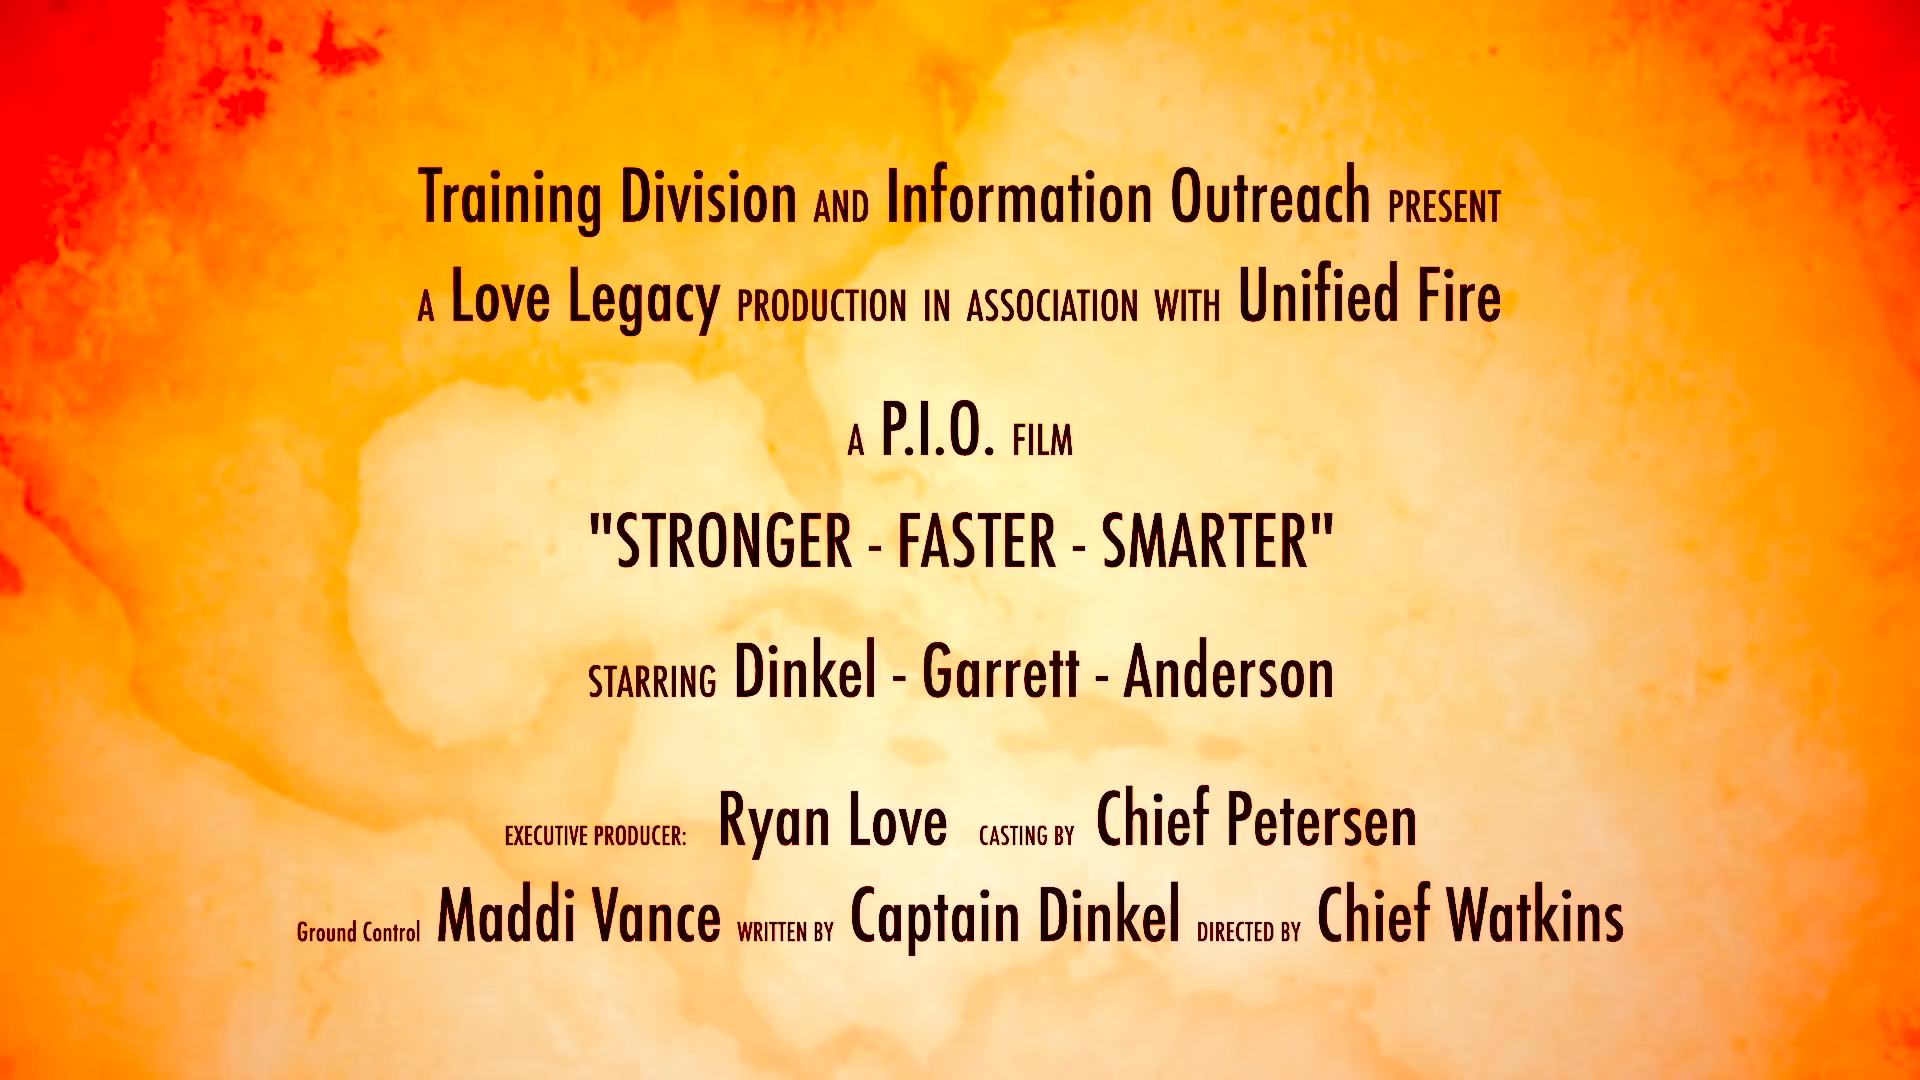 Training Division AND Information Outreach PRESENT
A Love Legacy PRODUCTION IN ASSOCIATION WITH Unified Fire
A P.I.O. FILM
"STRONGER - FASTER - SMARTER"
STARRING Dinkel - Garrett - Anderson
EXECUTIVE PRODUCER: Ryan Love CASTING BY Chief Petersen
Ground Control Maddi Vance WRITTEN BY Captain Dinkel DIRECTED BY Chief Watkins